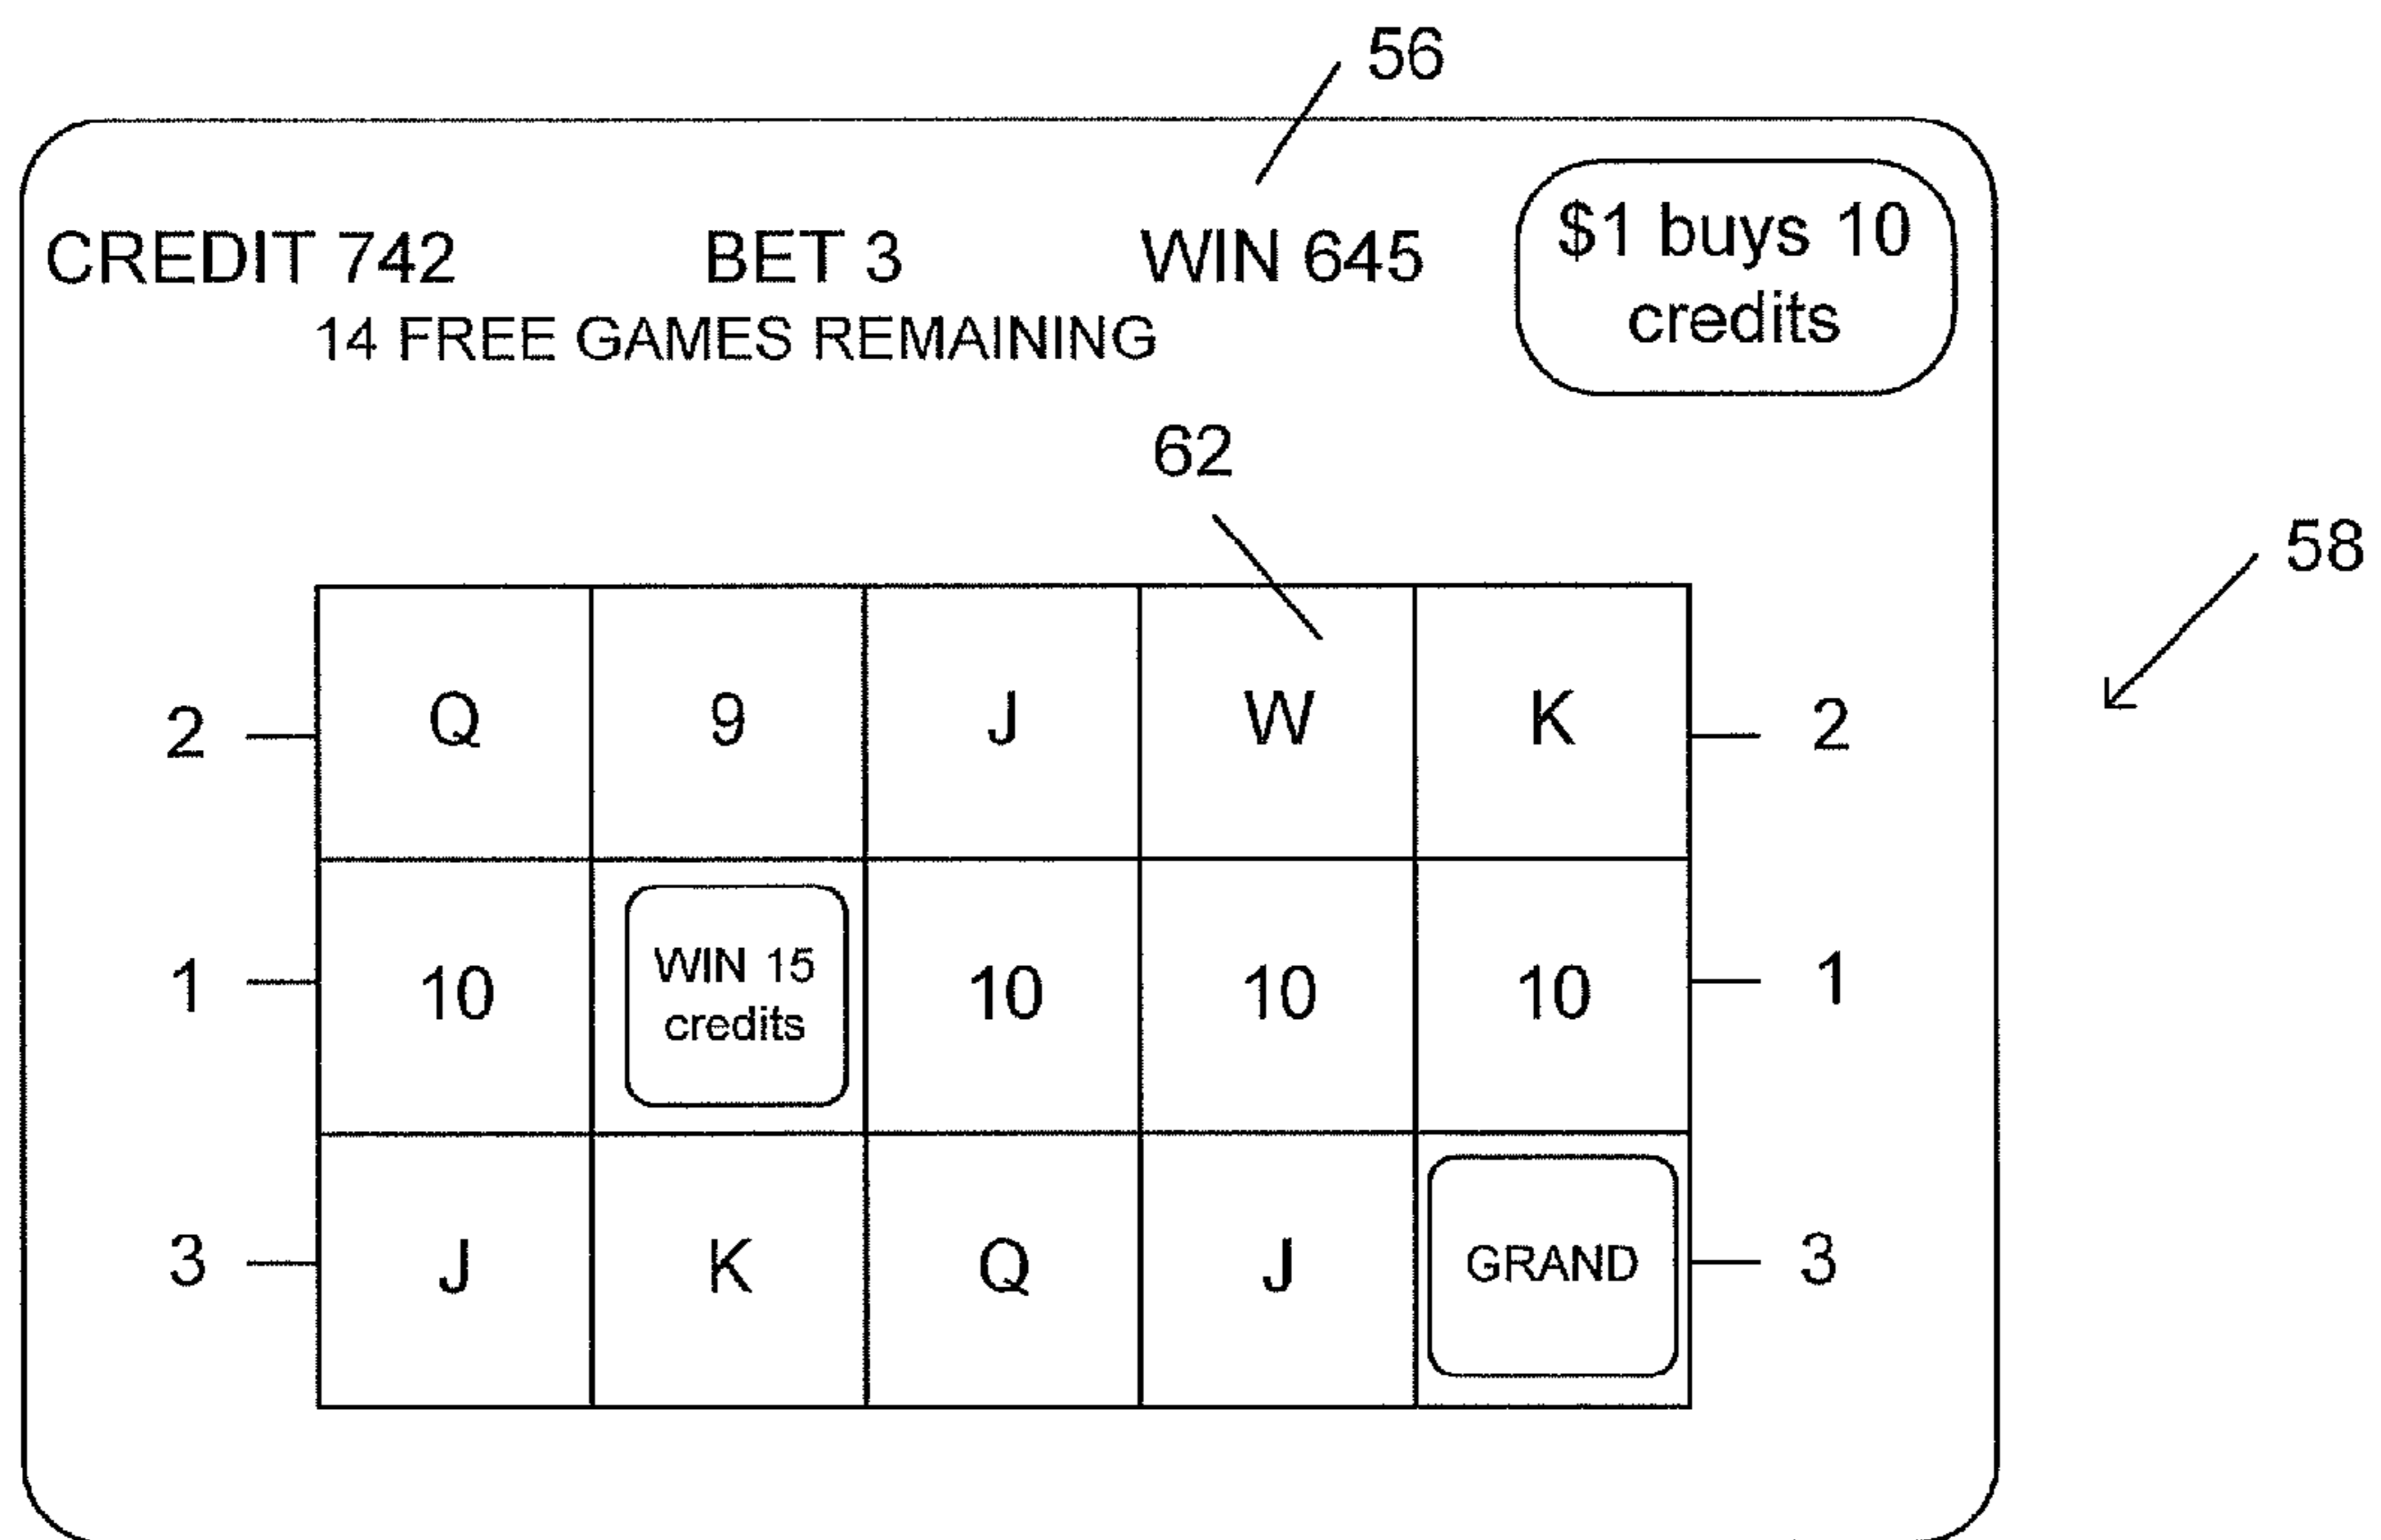 56
CREDIT 742 BET 3 WIN 645
14 FREE GAMES REMAINING
$1 buys 10
credits
62
58
2 Q 9 J W K 2
1 10 WIN 15
credits 10 10 10 1
3 J K Q J GRAND 3